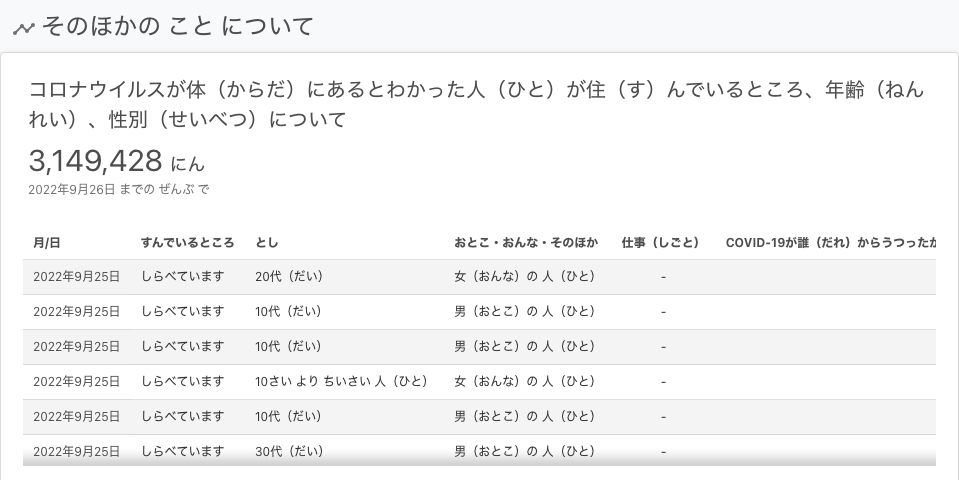 そのほかの こと について
コロナウイルスが体（からだ）にあるとわかった人（ひと）が住（す）んでいるところ、年齢（ねん
れい）、性別（せいべつ）について
3,149,428 にん
2022年9月26日 までの ぜんぶ で
月/日 すんでいるところ とし おとこ・おんな・そのほか 仕事（しごと） COVID-19が誰（だれ）からうつったか
2022年9月25日 しらべています 20代（だい） 女（おんな）の 人（ひと） -
2022年9月25日 しらべています 10代（だい） 男（おとこ）の 人（ひと） -
2022年9月25日 しらべています 10代（だい） 男（おとこ）の 人（ひと） -
2022年9月25日 しらべています 10さい より ちいさい 人（ひと） 女（おんな）の 人（ひと） -
2022年9月25日 しらべています 10代（だい） 男（おとこ）の 人（ひと） -
2022年9月25日 しらべています 30代（だい） 男（おとこ）の 人（ひと） -